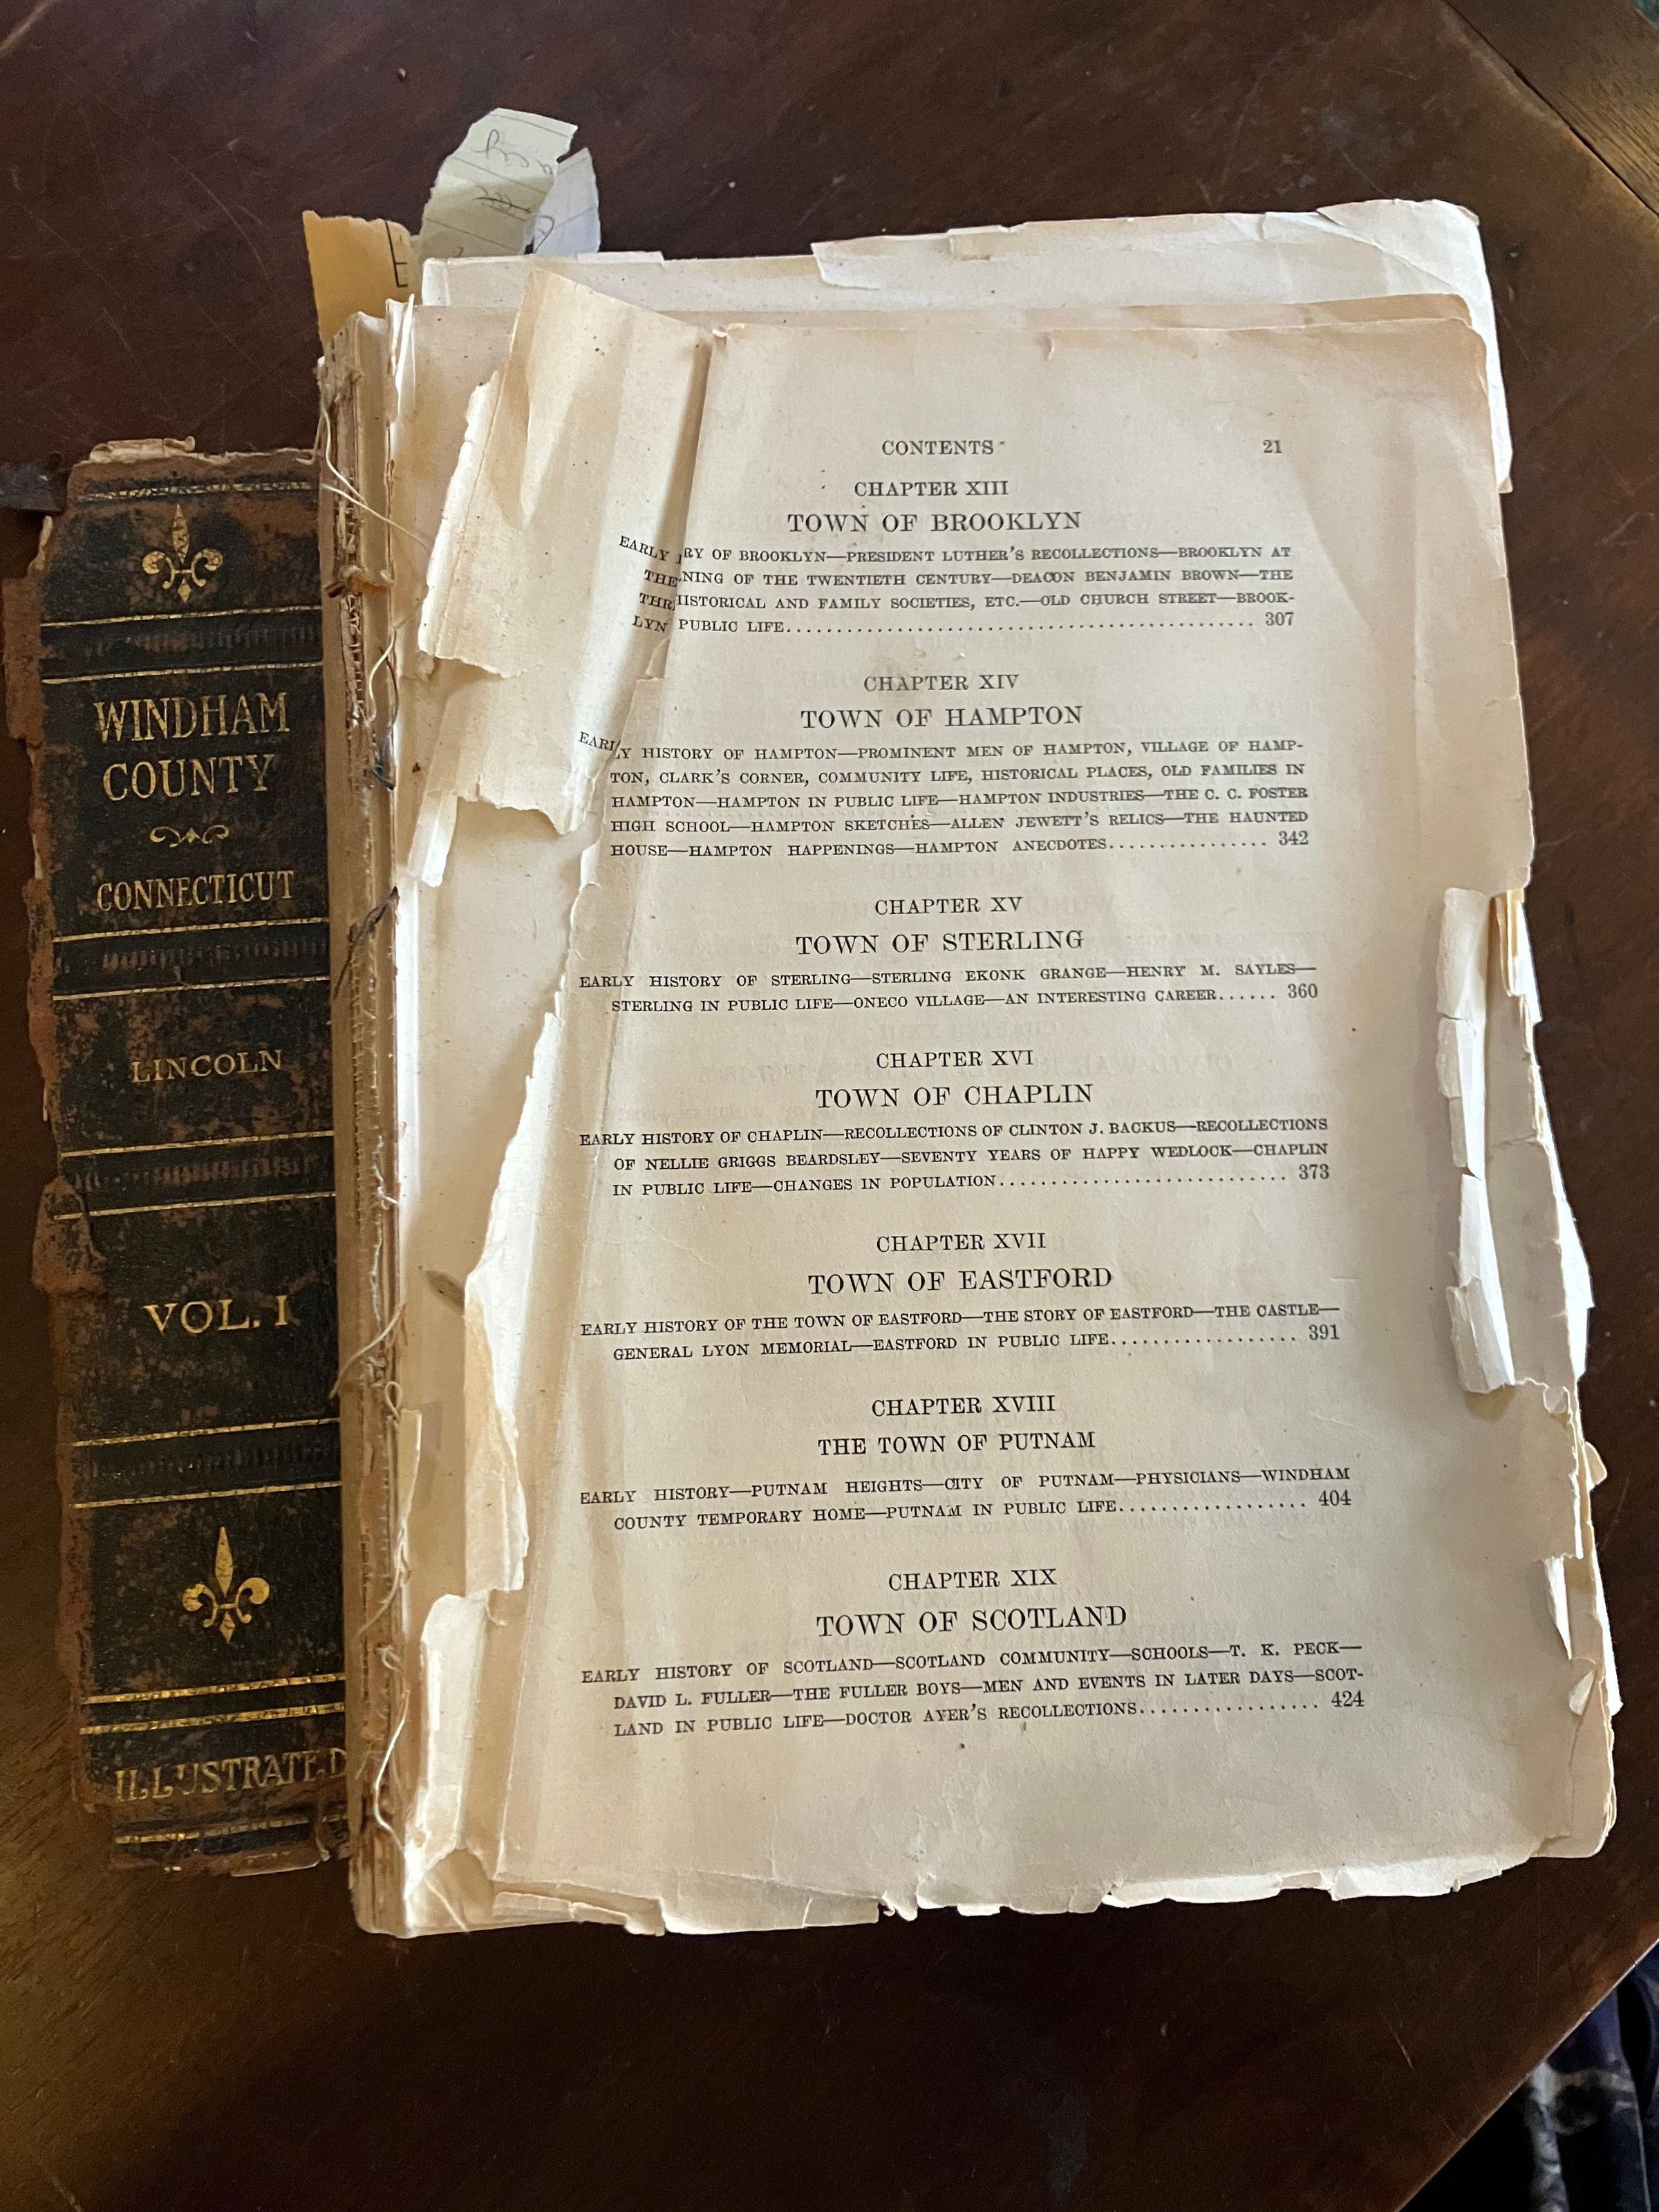 WINDHAM
COUNTY
CONNECTICUT
LINCOLN
VOL. I
ILLUSTRATED
CONTENTS 21
CHAPTER XIII
TOWN OF BROOKLYN
EARLY RY OF BROOKLYN—PRESIDENT LUTHER'S RECOLLECTIONS—BROOKLYN AT
THE NING OF THE TWENTIETH CENTURY—DEACON BENJAMIN BROWN—THE
THR HISTORICAL AND FAMILY SOCIETIES, ETC.—OLD CHURCH STREET—BROOK-
LYN PUBLIC LIFE.............................................. 307
CHAPTER XIV
TOWN OF HAMPTON
EARLY HISTORY OF HAMPTON—PROMINENT MEN OF HAMPTON, VILLAGE OF HAMP-
TON, CLARK'S CORNER, COMMUNITY LIFE, HISTORICAL PLACES, OLD FAMILIES IN
HAMPTON—HAMPTON IN PUBLIC LIFE—HAMPTON INDUSTRIES—THE C. C. FOSTER
HIGH SCHOOL—HAMPTON SKETCHES—ALLEN JEWETT'S RELICS—THE HAUNTED
HOUSE—HAMPTON HAPPENINGS—HAMPTON ANECDOTES................ 342
CHAPTER XV
TOWN OF STERLING
EARLY HISTORY OF STERLING—STERLING EKONK GRANGE—HENRY M. SAYLES—
STERLING IN PUBLIC LIFE—ONECO VILLAGE—AN INTERESTING CAREER...... 360
CHAPTER XVI
TOWN OF CHAPLIN
EARLY HISTORY OF CHAPLIN—RECOLLECTIONS OF CLINTON J. BACKUS—RECOLLECTIONS
OF NELLIE GRIGGS BEARDSLEY—SEVENTY YEARS OF HAPPY WEDLOCK—CHAPLIN
IN PUBLIC LIFE—CHANGES IN POPULATION............................ 373
CHAPTER XVII
TOWN OF EASTFORD
EARLY HISTORY OF THE TOWN OF EASTFORD—THE STORY OF EASTFORD—THE CASTLE—
GENERAL LYON MEMORIAL—EASTFORD IN PUBLIC LIFE.................. 391
CHAPTER XVIII
THE TOWN OF PUTNAM
EARLY HISTORY—PUTNAM HEIGHTS—CITY OF PUTNAM—PHYSICIANS—WINDHAM
COUNTY TEMPORARY HOME—PUTNAM IN PUBLIC LIFE.................. 404
CHAPTER XIX
TOWN OF SCOTLAND
EARLY HISTORY OF SCOTLAND—SCOTLAND COMMUNITY—SCHOOLS—T. K. PECK—
DAVID L. FULLER—THE FULLER BOYS—MEN AND EVENTS IN LATER DAYS—SCOT-
LAND IN PUBLIC LIFE—DOCTOR AYER'S RECOLLECTIONS................. 424